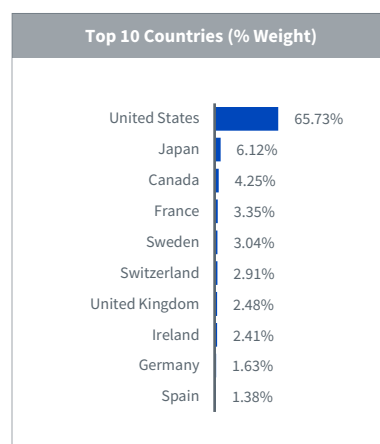 Top 10 Countries (% Weight)
United States 65.73%
Japan 6.12%
Canada 4.25%
France 3.35%
Sweden 3.04%
Switzerland 2.91%
United Kingdom 2.48%
Ireland 2.41%
Germany 1.63%
Spain 1.38%